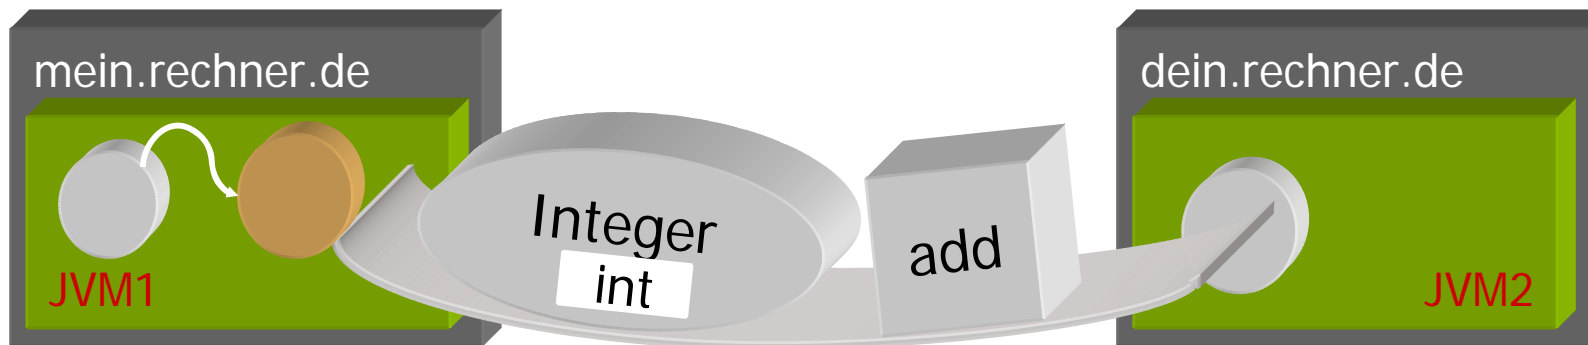 mein.rechner.de
JVM1
Integer
int
add
dein.rechner.de
JVM2